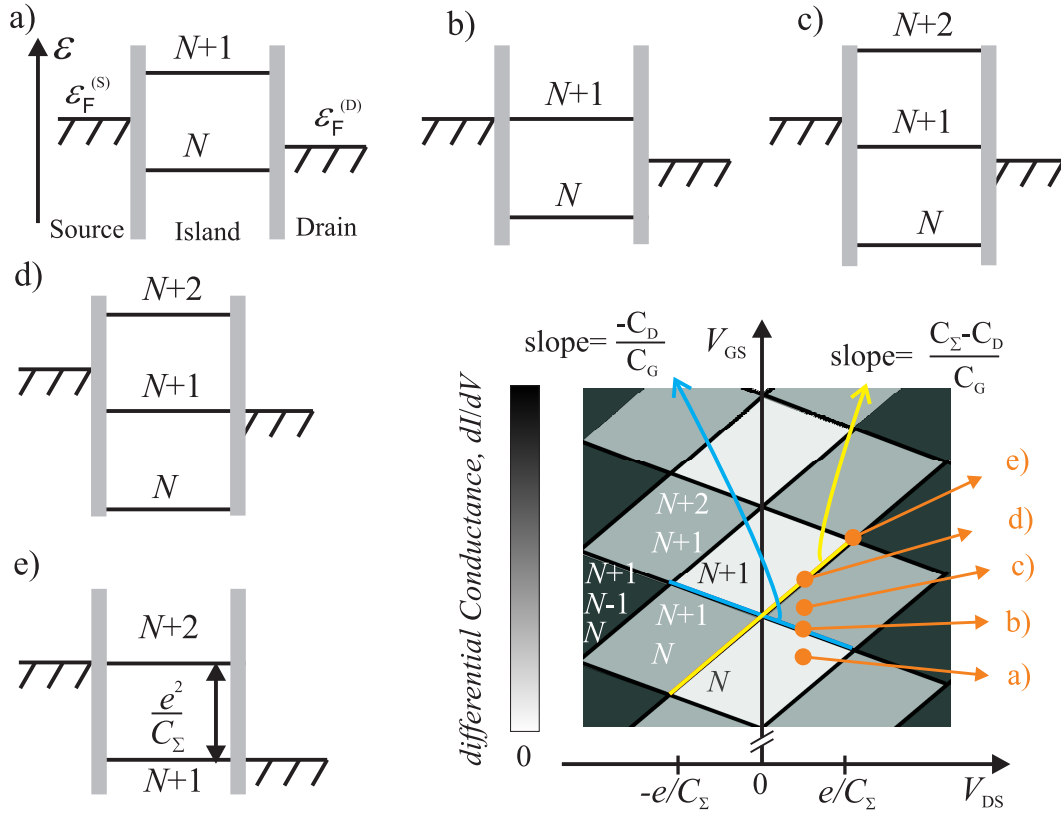 a)
ε
N+1
ε_F^(S)
ε_F^(D)
N
Source
Island
Drain
b)
N+1
N
c)
N+2
N+1
N
d)
N+2
N+1
N
e)
N+2
e²/C_Σ
N+1
slope= -C_D/C_G
V_GS
slope= C_Σ-C_D/C_G
differential Conductance, dI/dV
0
N+2
N+1
N+1
N+1
N-1
N
N+1
N
N
e)
d)
c)
b)
a)
-e/C_Σ
0
e/C_Σ
V_DS